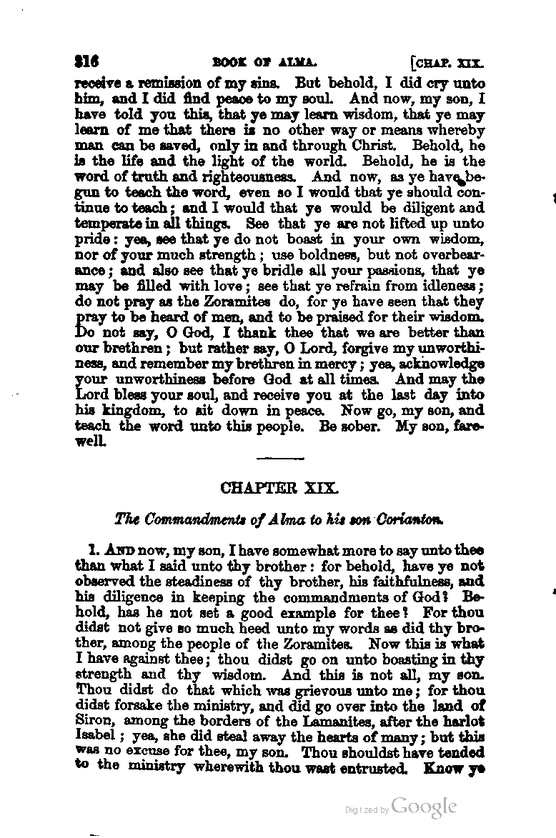 316 BOOK OF ALMA. [CHAP. XIX.
receive a remission of my sins. But behold, I did cry unto
him, and I did find peace to my soul. And now, my son, I
have told you this, that ye may learn wisdom, that ye may
learn of me that there is no other way or means whereby
man can be saved, only in and through Christ. Behold, he
is the life and the light of the world. Behold, he is the
word of truth and righteousness. And now, as ye have be-
gun to teach the word, even so I would that ye should con-
tinue to teach; and I would that ye would be diligent and
temperate in all things. See that ye are not lifted up unto
pride: yea, see that ye do not boast in your own wisdom,
nor of your much strength; use boldness, but not overbear-
ance; and also see that ye bridle all your passions, that ye
may be filled with love; see that ye refrain from idleness;
do not pray as the Zoramites do, for ye have seen that they
pray to be heard of men, and to be praised for their wisdom.
Do not say, O God, I thank thee that we are better than
our brethren; but rather say, O Lord, forgive my unworthi-
ness, and remember my brethren in mercy; yea, acknowledge
your unworthiness before God at all times. And may the
Lord bless your soul, and receive you at the last day into
his kingdom, to sit down in peace. Now go, my son, and
teach the word unto this people. Be sober. My son, fare-
well.
CHAPTER XIX.
The Commandments of Alma to his son Corianton.
1. AND now, my son, I have somewhat more to say unto thee
than what I said unto thy brother: for behold, have ye not
observed the steadiness of thy brother, his faithfulness, and
his diligence in keeping the commandments of God? Be-
hold, has he not set a good example for thee? For thou
didst not give so much heed unto my words as did thy bro-
ther, among the people of the Zoramites. Now this is what
I have against thee; thou didst go on unto boasting in thy
strength and thy wisdom. And this is not all, my son.
Thou didst do that which was grievous unto me; for thou
didst forsake the ministry, and did go over into the land of
Siron, among the borders of the Lamanites, after the harlot
Isabel; yea, she did steal away the hearts of many; but this
was no excuse for thee, my son. Thou shouldst have tended
to the ministry wherewith thou wast entrusted. Know ye
Digitized by Google